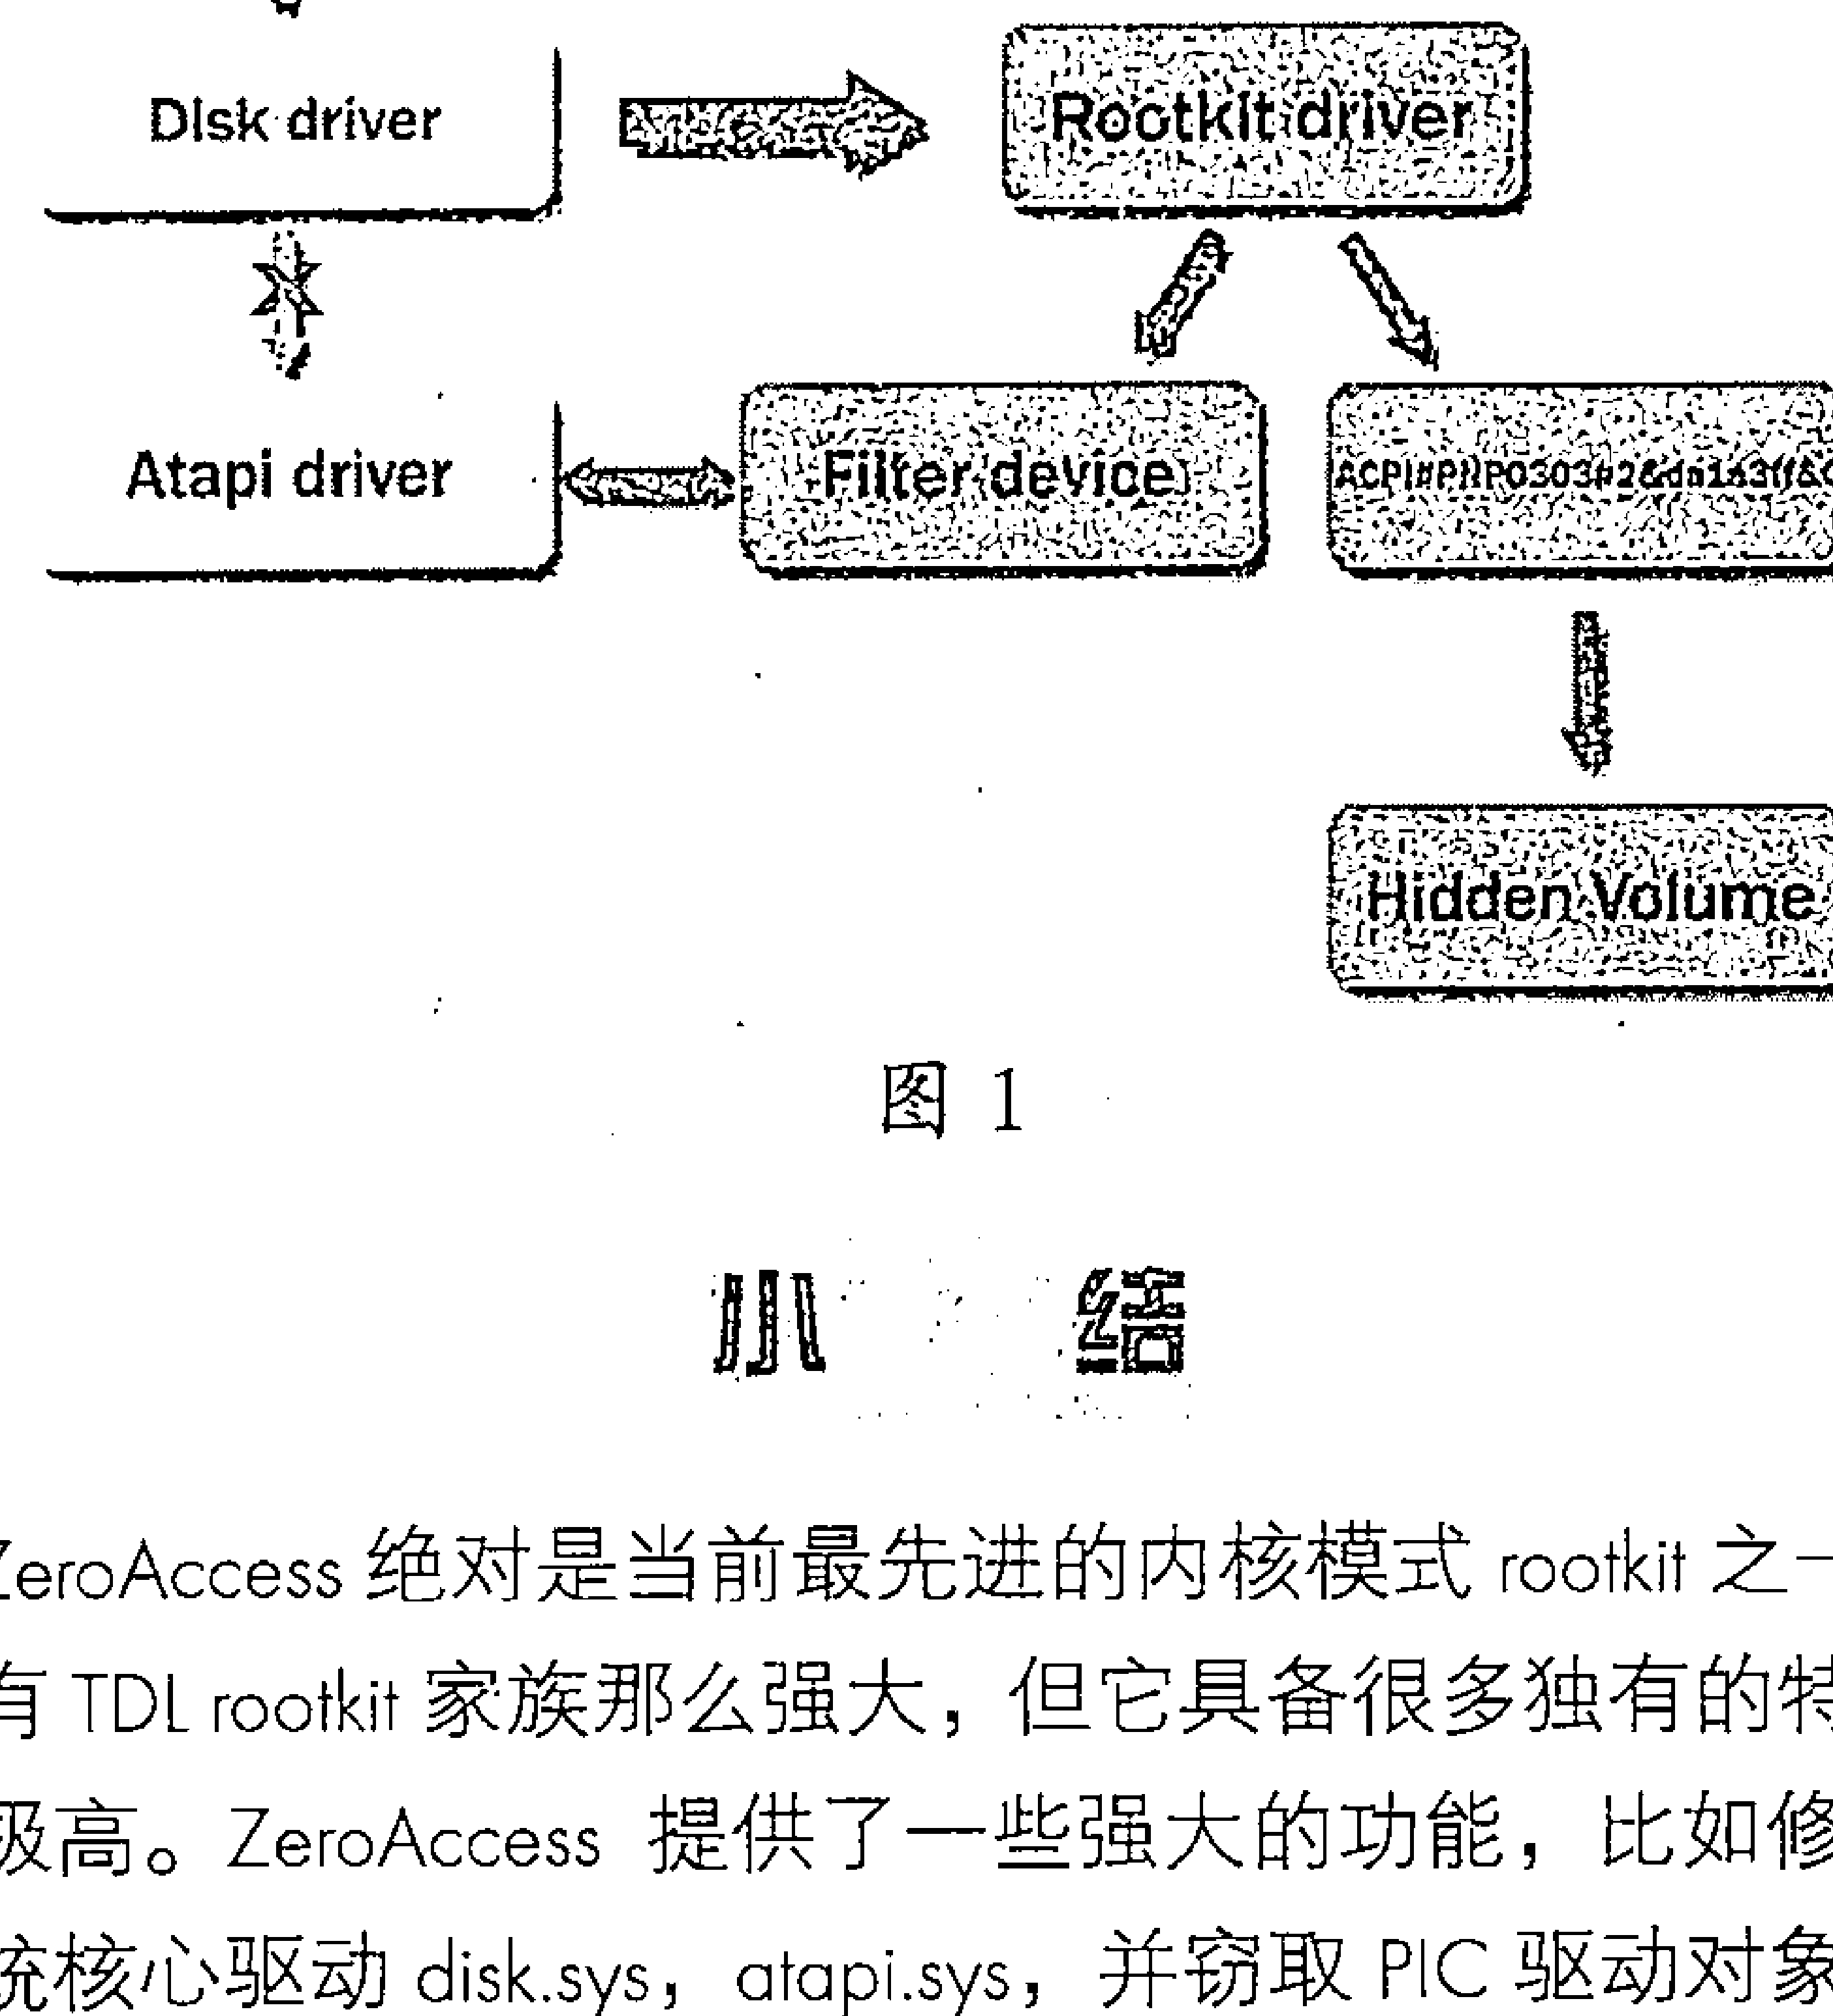 Disk driver
Rootkit driver
Atapi driver
Filter device
Hidden Volume
图 1
小 结
ZeroAccess 绝对是当前最先进的内核模式 rootkit 之一
有 TDL rootkit 家族那么强大，但它具备很多独有的特
极高。ZeroAccess 提供了一些强大的功能，比如修
统核心驱动 disk.sys，atapi.sys，并窃取 PIC 驱动对象